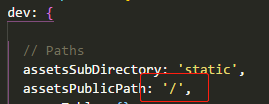 dev: {
// Paths
assetsSubDirectory: 'static',
assetsPublicPath: '/',